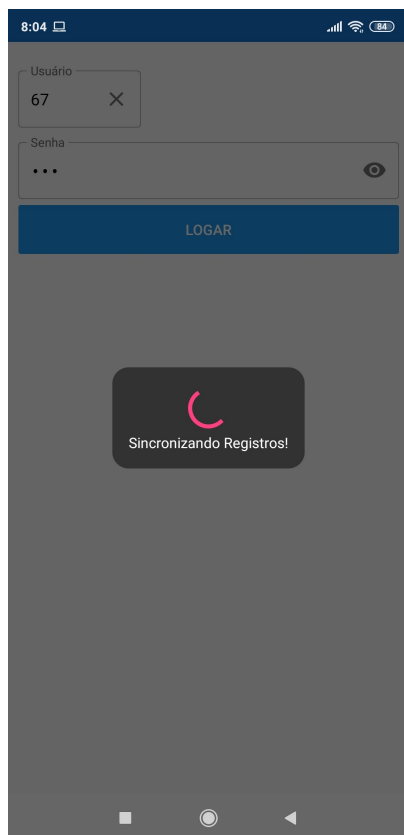 8:04
84
Usuário
67
Senha
•••
LOGAR
Sincronizando Registros!